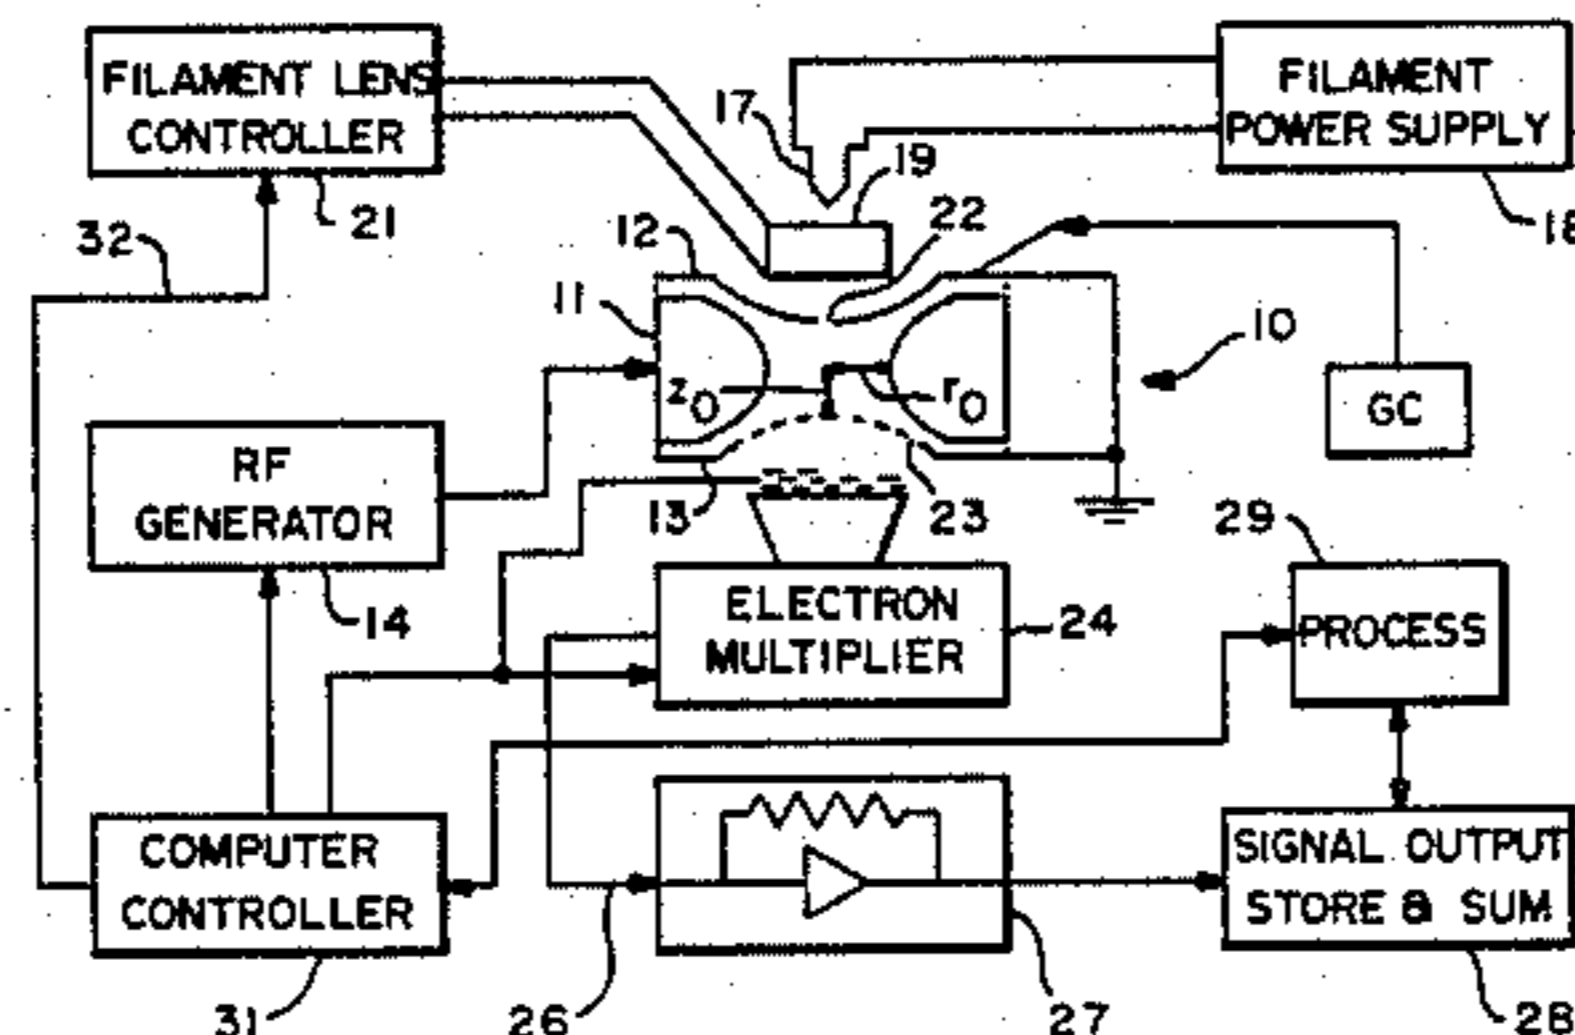 FILAMENT LENS
CONTROLLER
21
32
17
19
22
FILAMENT
POWER SUPPLY
18
12
11
10
z0
r0
GC
RF
GENERATOR
14
13
23
29
ELECTRON
MULTIPLIER
24
PROCESS
COMPUTER
CONTROLLER
31
26
27
SIGNAL OUTPUT
STORE & SUM
28